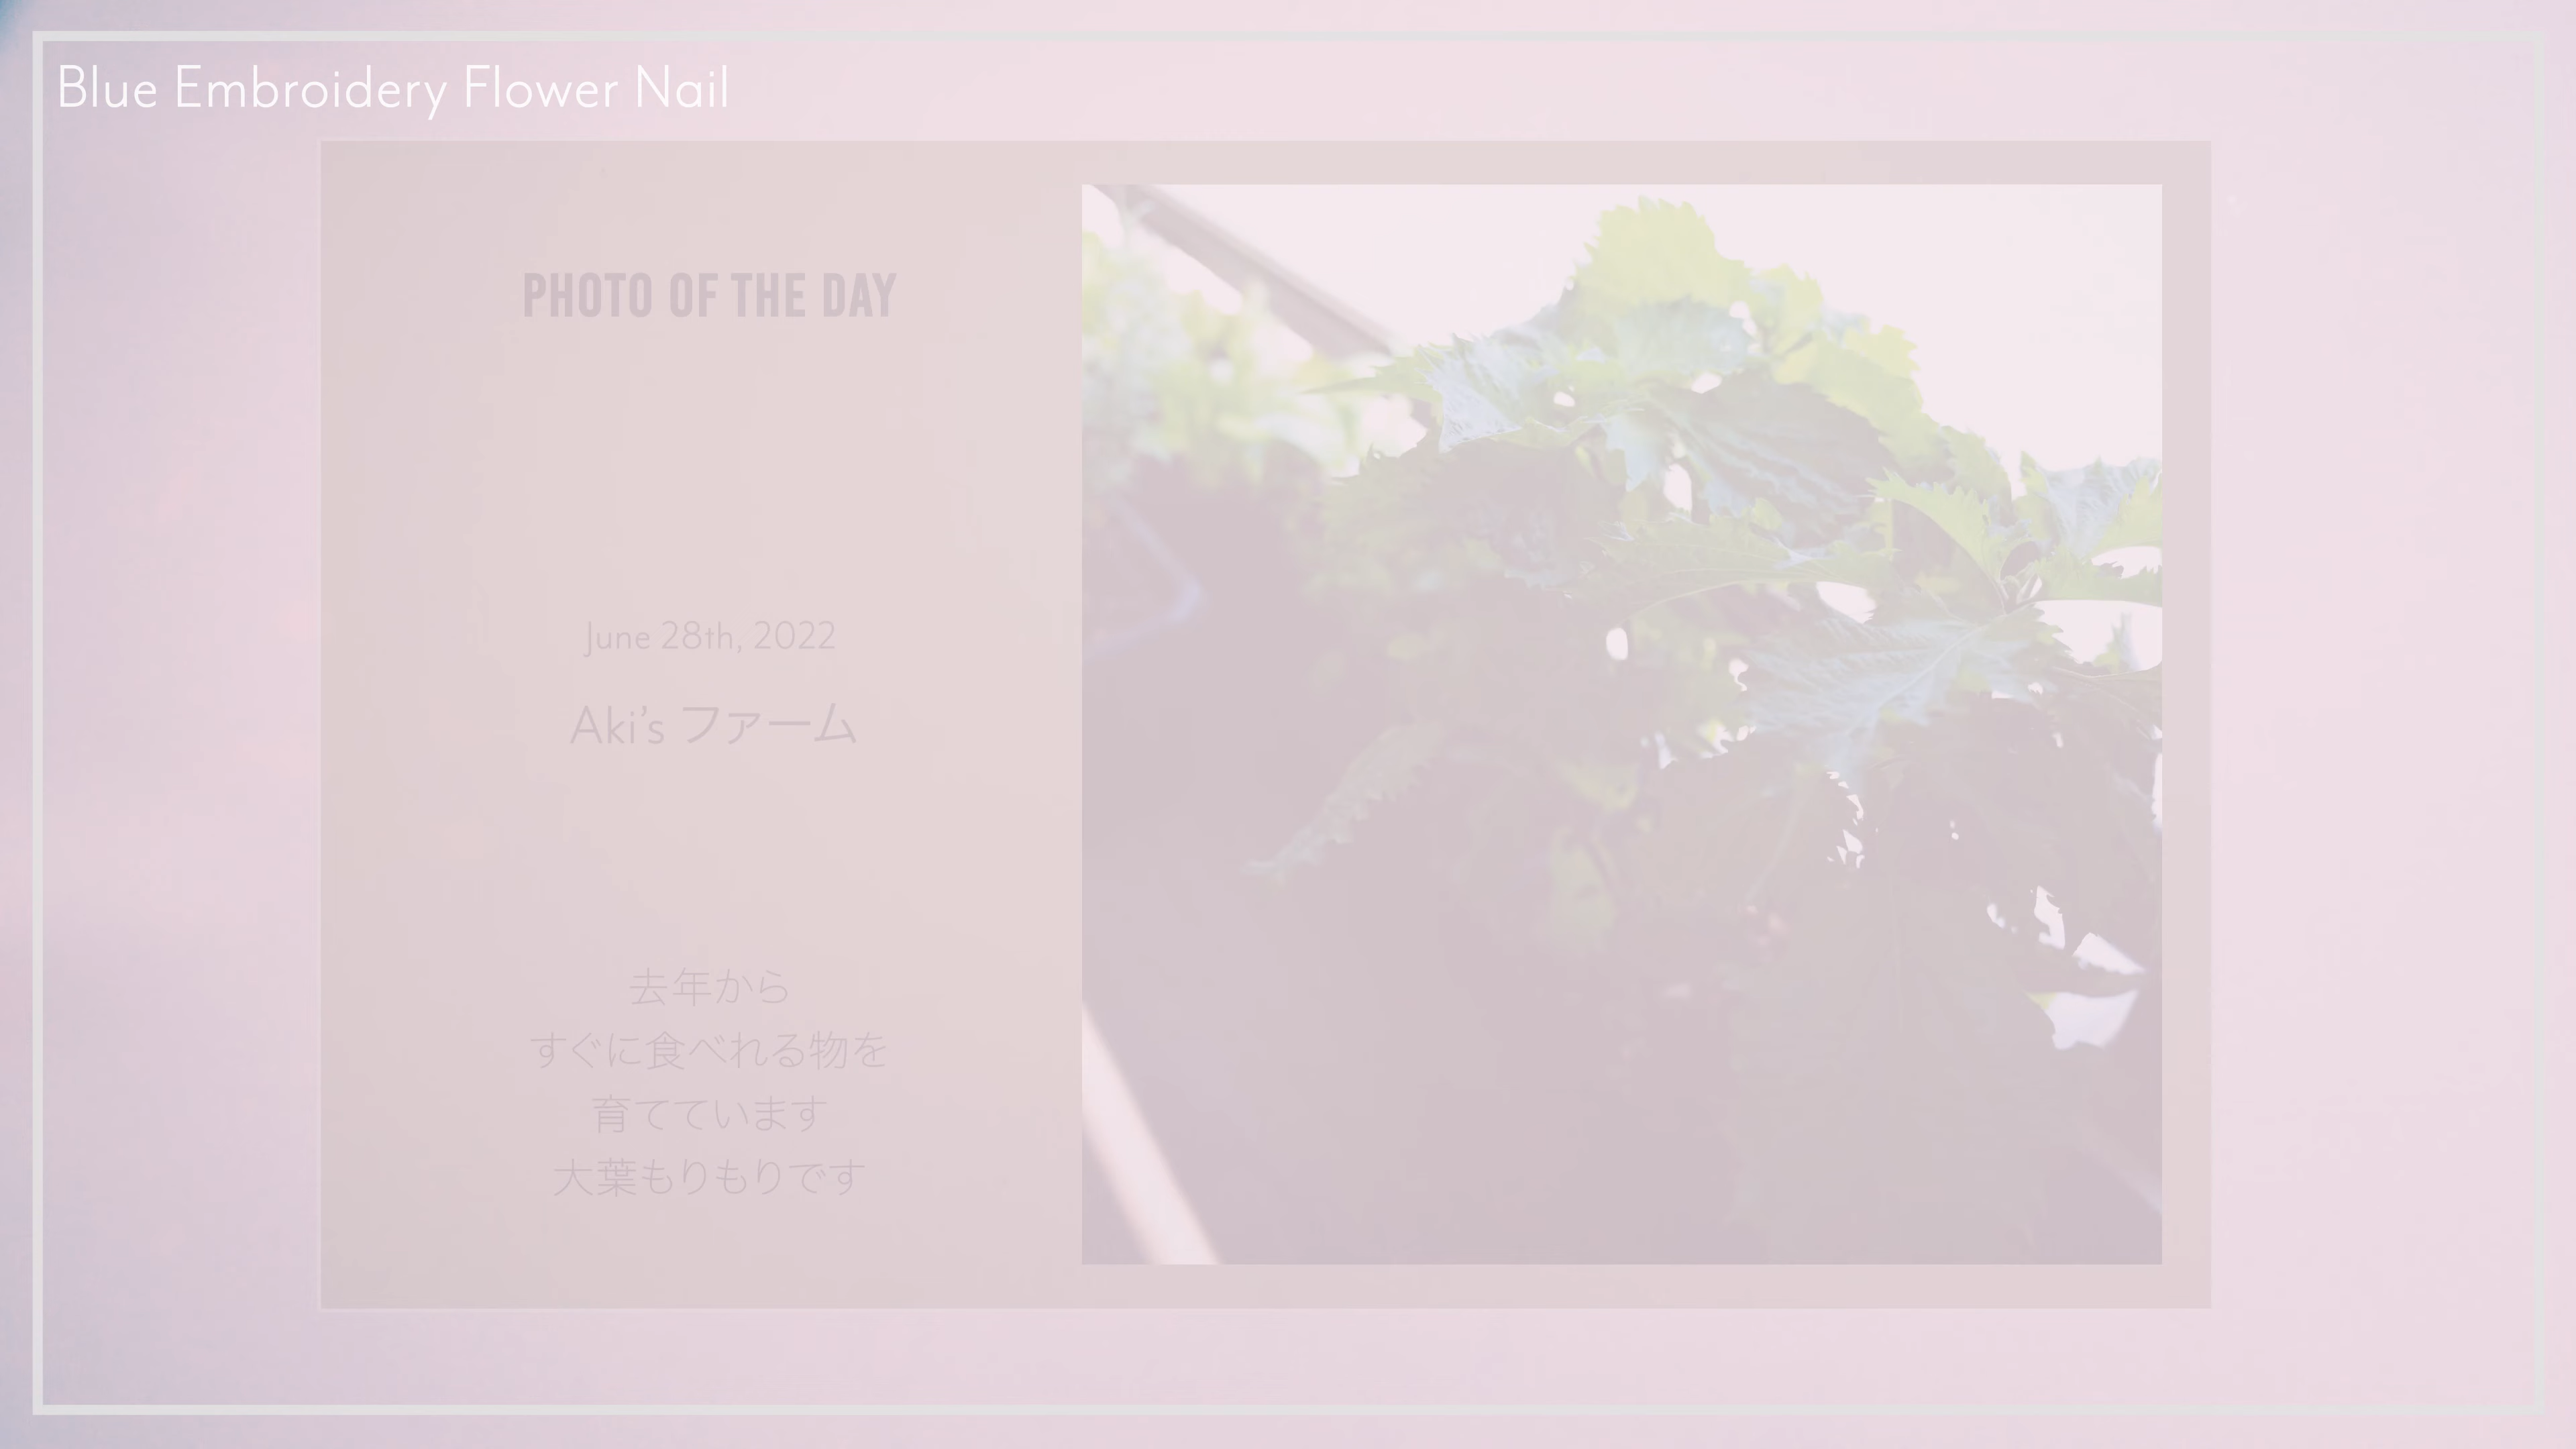 Blue Embroidery Flower Nail
PHOTO OF THE DAY
June 28th, 2022
Aki’s ファーム
去年から
すぐに食べれる物を
育てています
大葉もりもりです